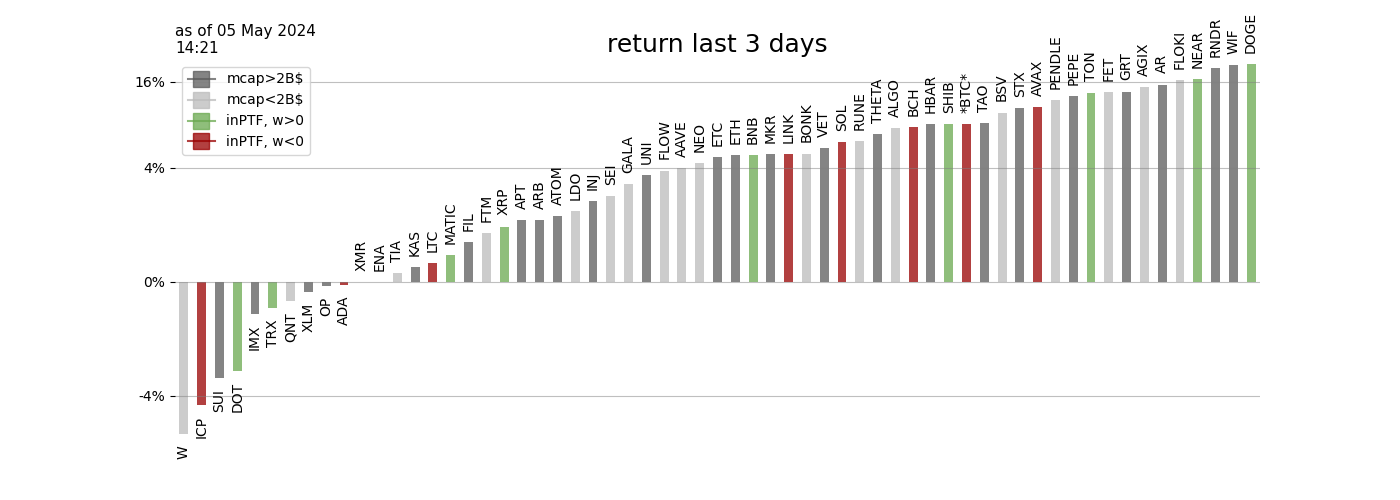 as of 05 May 2024
14:21
return last 3 days
mcap>2B$
mcap<2B$
inPTF, w>0
inPTF, w<0
16%
4%
0%
-4%
W
ICP
SUI
DOT
IMX
TRX
QNT
XLM
OP
ADA
XMR
ENA
TIA
KAS
LTC
MATIC
FIL
FTM
XRP
APT
ARB
ATOM
LDO
INJ
SEI
GALA
UNI
FLOW
AAVE
NEO
ETC
ETH
BNB
MKR
LINK
BONK
VET
SOL
RUNE
THETA
ALGO
BCH
HBAR
SHIB
*BTC*
TAO
BSV
STX
AVAX
PENDLE
PEPE
TON
FET
GRT
AGIX
AR
FLOKI
NEAR
RNDR
WIF
DOGE